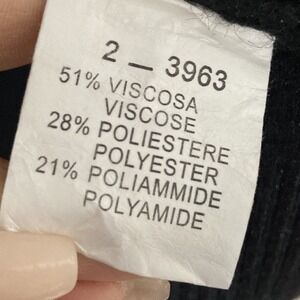 2 — 3963
51% VISCOSA
VISCOSE
28% POLIESTERE
POLYESTER
21% POLIAMMIDE
POLYAMIDE